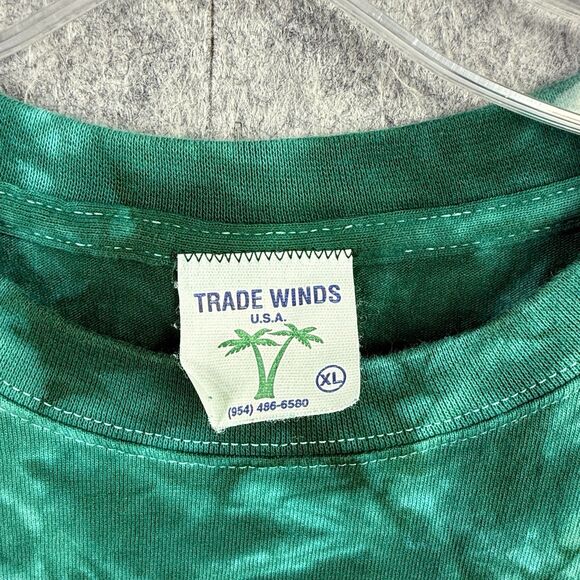 TRADE WINDS
U.S.A.
XL
(954) 486-6580